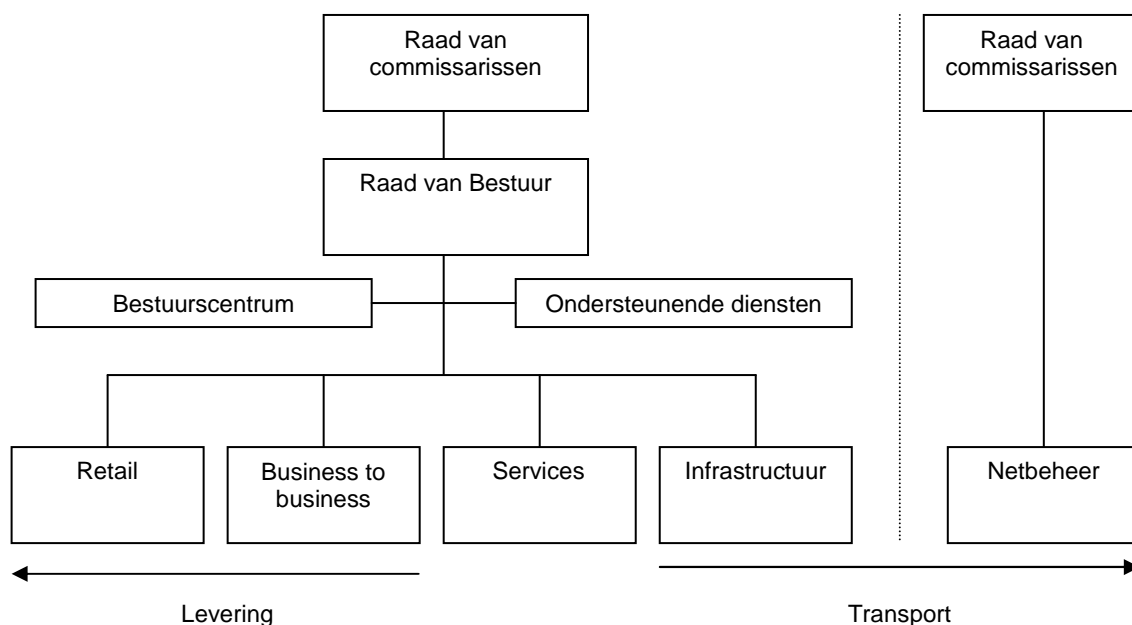 Raad van
commissarissen
Raad van
commissarissen
Raad van Bestuur
Bestuurscentrum
Ondersteunende diensten
Retail
Business to
business
Services
Infrastructuur
Netbeheer
Levering
Transport